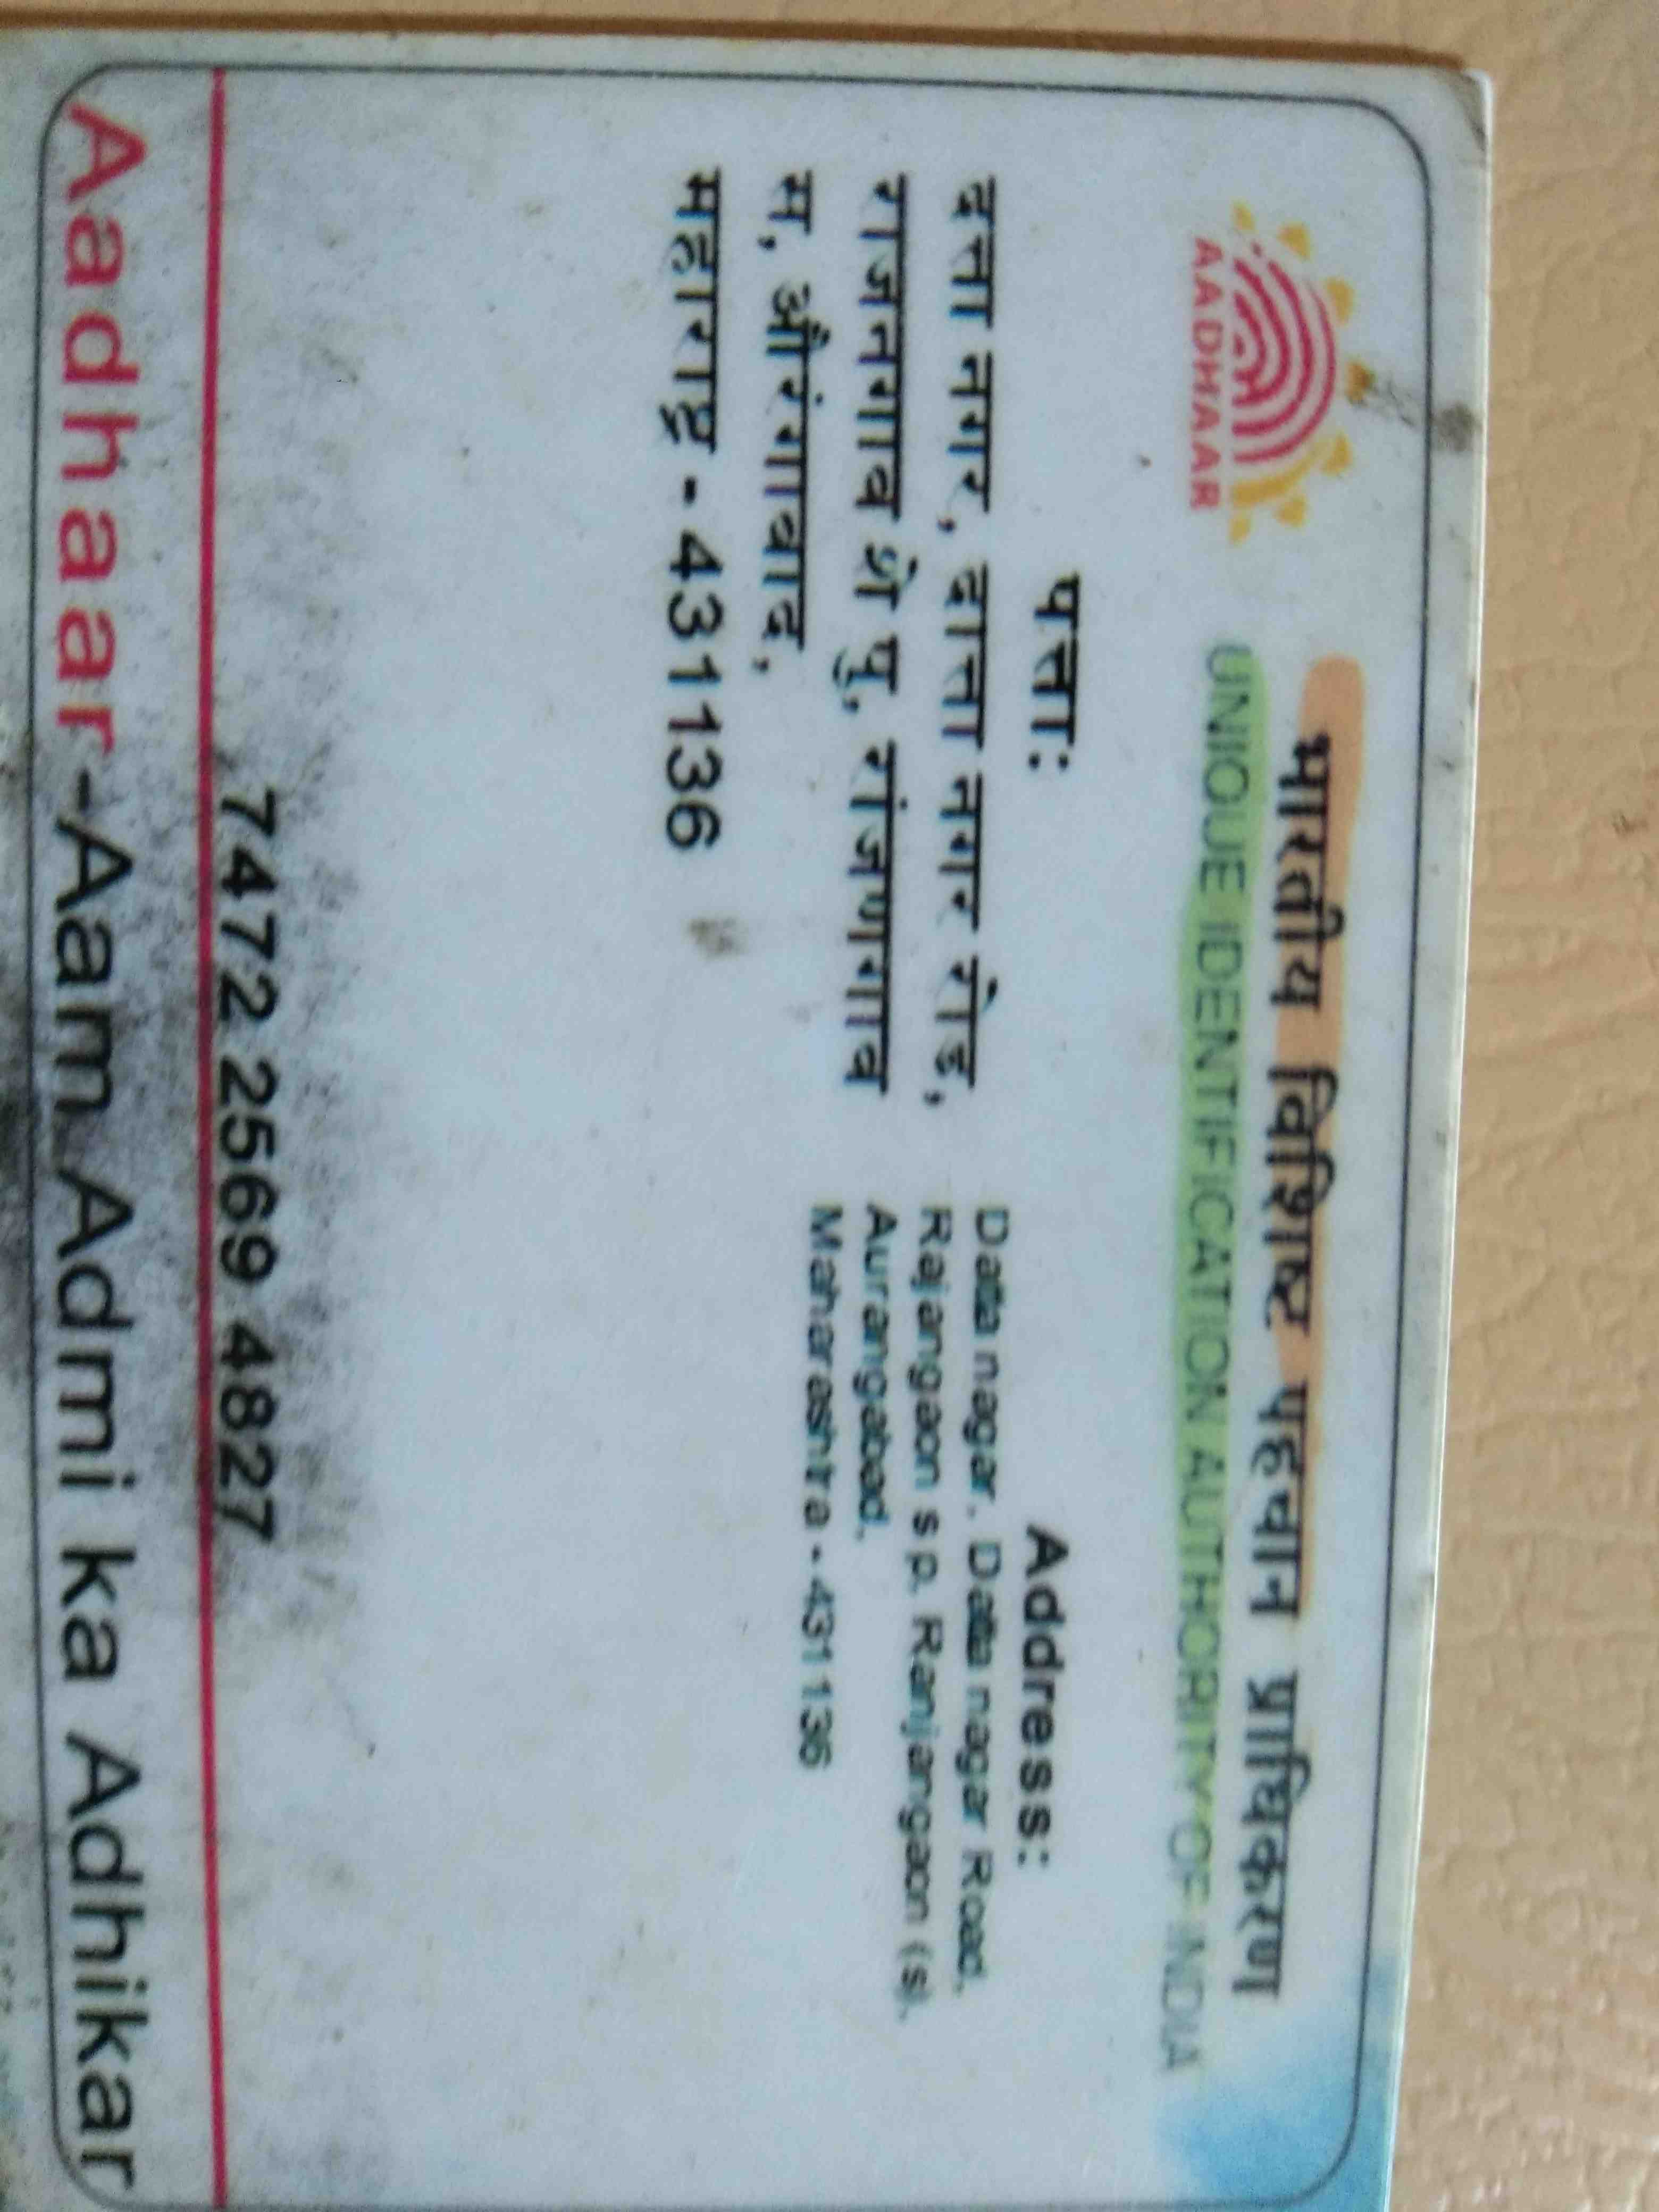 भारतीय विशिष्ट पहचान प्राधिकरण
UNIQUE IDENTIFICATION AUTHORITY OF INDIA
AADHAAR
पत्ता:
दत्ता नगर, दात्ता नगर रोड,
राजनगाव शे पु, रांजणगाव
म, औरंगाबाद,
महाराष्ट्र - 431136
Address:
Datta nagar, Datta nagar Road,
Rajangaon s p, Ranjangaon (s),
Aurangabad,
Maharashtra - 431136
7472 2569 4827
Aadhaar-Aam Admi ka Adhikar